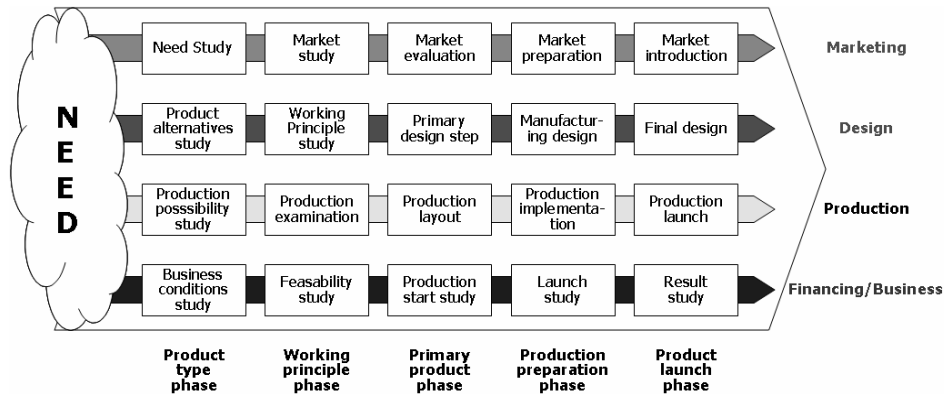 NEED
Need Study
Market
study
Market
evaluation
Market
preparation
Market
introduction
Marketing
Product
alternatives
study
Working
Principle
study
Primary
design step
Manufactur-
ing design
Final design
Design
Production
posssibility
study
Production
examination
Production
layout
Production
implementa-
tion
Production
launch
Production
Business
conditions
study
Feasability
study
Production
start study
Launch
study
Result
study
Financing/Business
Product
type
phase
Working
principle
phase
Primary
product
phase
Production
preparation
phase
Product
launch
phase